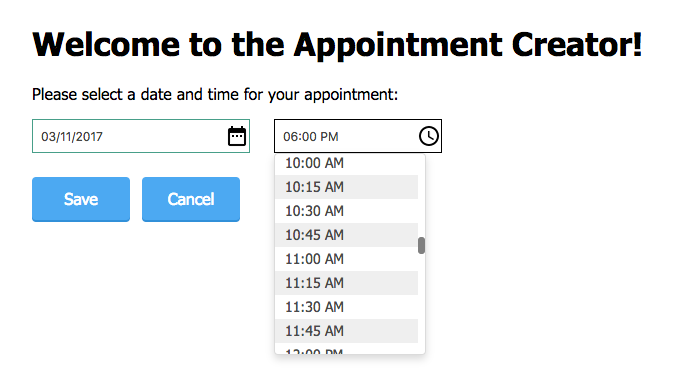 Welcome to the Appointment Creator!
Please select a date and time for your appointment:
03/11/2017
06:00 PM
10:00 AM
10:15 AM
10:30 AM
10:45 AM
11:00 AM
11:15 AM
11:30 AM
11:45 AM
12:00 PM
Save
Cancel